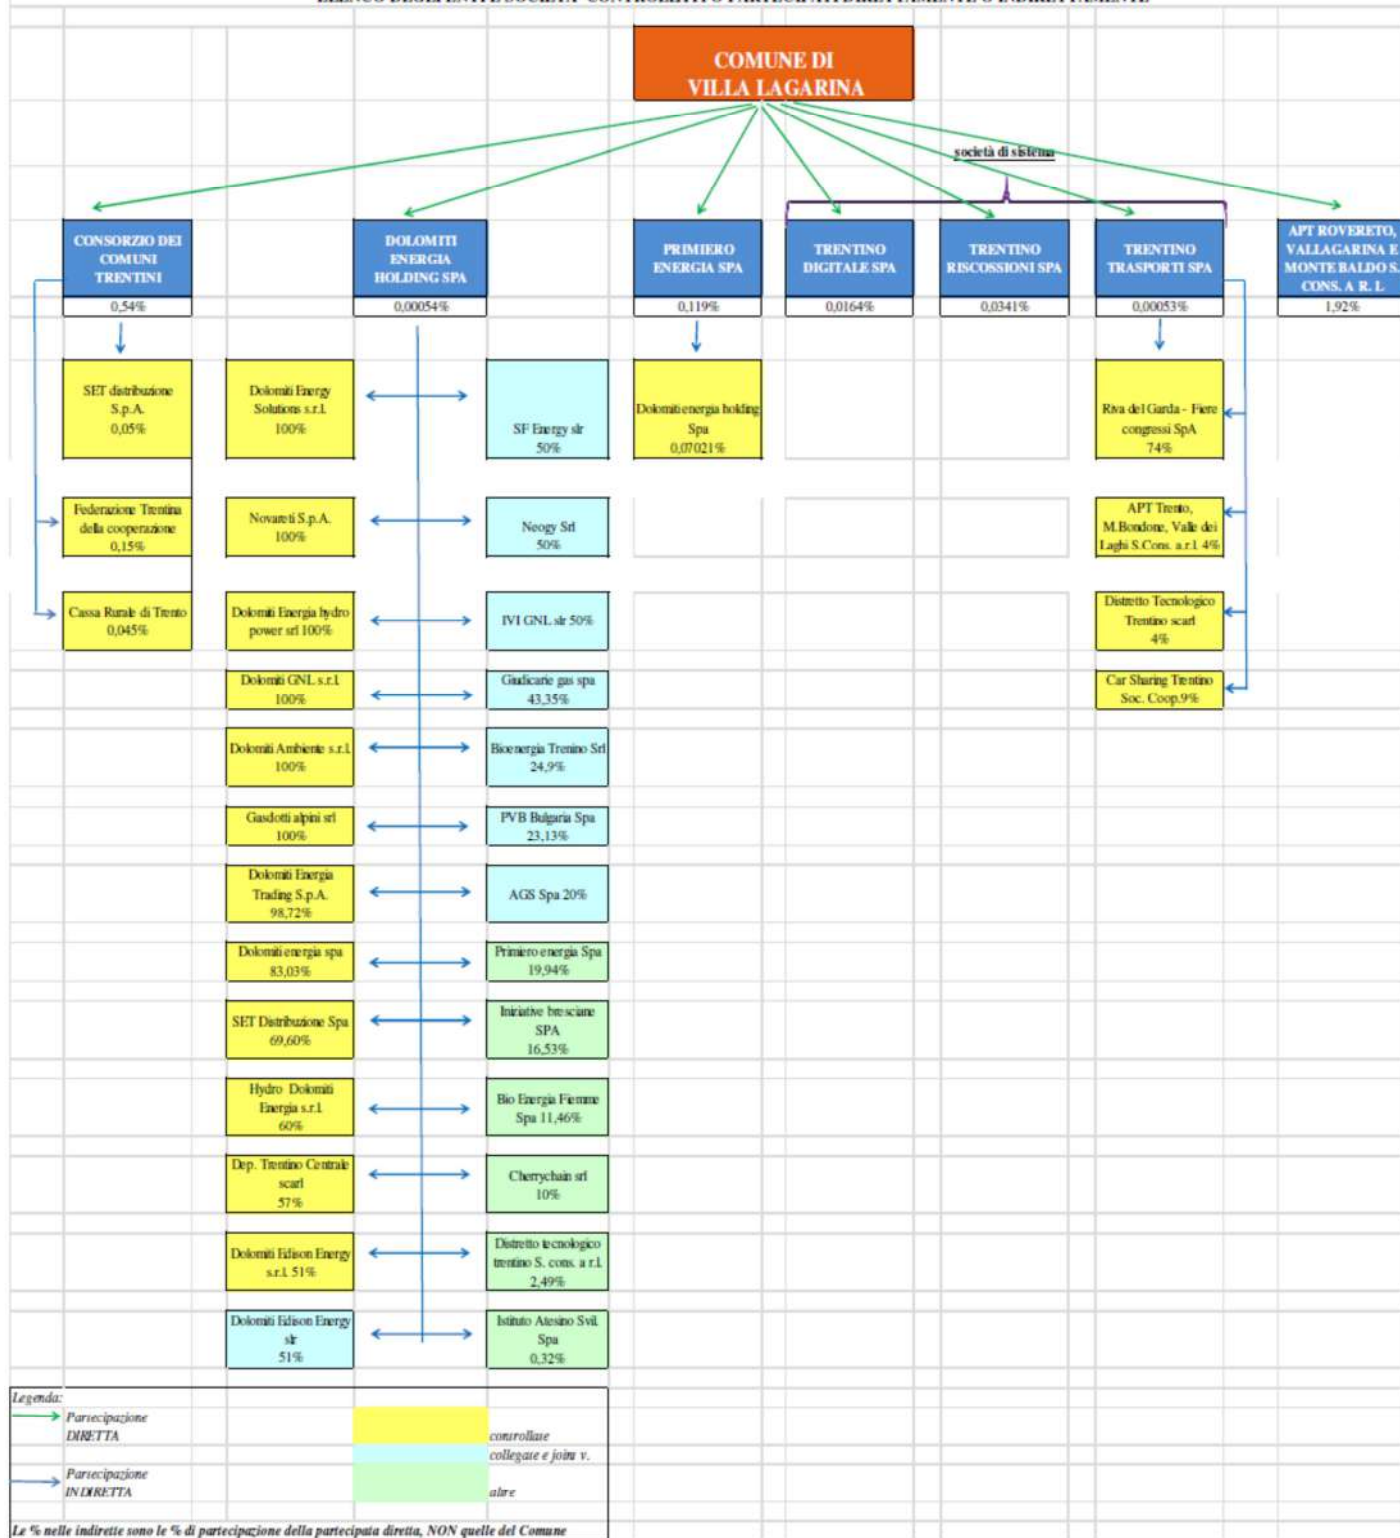 COMUNE DI
VILLA LAGARINA
società di sistema
CONSORZIO DEI
COMUNI
TRENTINI
0,54%
DOLOMITI
ENERGIA
HOLDING SPA
0,00054%
PRIMIERO
ENERGIA SPA
0,119%
TRENTINO
DIGITALE SPA
0,0164%
TRENTINO
RISCOSSIONI SPA
0,0341%
TRENTINO
TRASPORTI SPA
0,00053%
APT ROVERETO,
VALLAGARINA E
MONTE BALDO S.
CONS. A R. L
1,92%
SET distribuzione
S.p.A.
0,05%
Dolomiti Energy
Solutions s.r.l.
100%
SF Energy slr
50%
Dolomiti energia holding
Spa
0,07021%
Riva del Garda - Fiere
congressi SpA
74%
Federazione Trentina
della cooperazione
0,15%
Novareti S.p.A.
100%
Neogy Srl
50%
APT Trento,
M.Bondone, Valle dei
Laghi S.Cons. a.r.l. 4%
Cassa Rurale di Trento
0,045%
Dolomiti Energia hydro
power srl 100%
IVI GNL slr 50%
Distretto Tecnologico
Trentino scarl
4%
Dolomiti GNL s.r.l.
100%
Giudicarie gas spa
43,35%
Car Sharing Trentino
Soc. Coop.9%
Dolomiti Ambiente s.r.l.
100%
Bioenergia Trenino Srl
24,9%
Gasdotti alpini srl
100%
PVB Bulgaria Spa
23,13%
Dolomiti Energia
Trading S.p.A.
98,72%
AGS Spa 20%
Dolomiti energia spa
83,03%
Primiero energia Spa
19,94%
SET Distribuzione Spa
69,60%
Iniziative bresciane
SPA
16,53%
Hydro Dolomiti
Energia s.r.l.
60%
Bio Energia Fiemme
Spa 11,46%
Dep. Trentino Centrale
scarl
57%
Cherrychain srl
10%
Dolomiti Edison Energy
s.r.l. 51%
Distretto tecnologico
trentino S. cons. a r.l.
2,49%
Dolomiti Edison Energy
slr
51%
Istituto Atesino Svil.
Spa
0,32%
Legenda:
Partecipazione
DIRETTA
controllate
collegate e joint v.
Partecipazione
INDIRETTA
altre
Le % nelle indirette sono le % di partecipazione della partecipata diretta, NON quelle del Comune